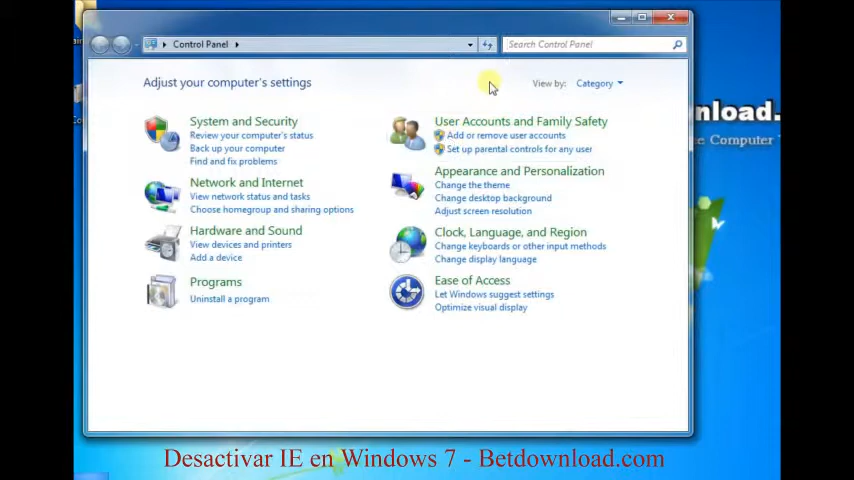 Control Panel
Search Control Panel
Adjust your computer's settings
View by: Category
System and Security
Review your computer's status
Back up your computer
Find and fix problems
Network and Internet
View network status and tasks
Choose homegroup and sharing options
Hardware and Sound
View devices and printers
Add a device
Programs
Uninstall a program
User Accounts and Family Safety
Add or remove user accounts
Set up parental controls for any user
Appearance and Personalization
Change the theme
Change desktop background
Adjust screen resolution
Clock, Language, and Region
Change keyboards or other input methods
Change display language
Ease of Access
Let Windows suggest settings
Optimize visual display
nload.
e Computer
Desactivar IE en Windows 7 - Betdownload.com